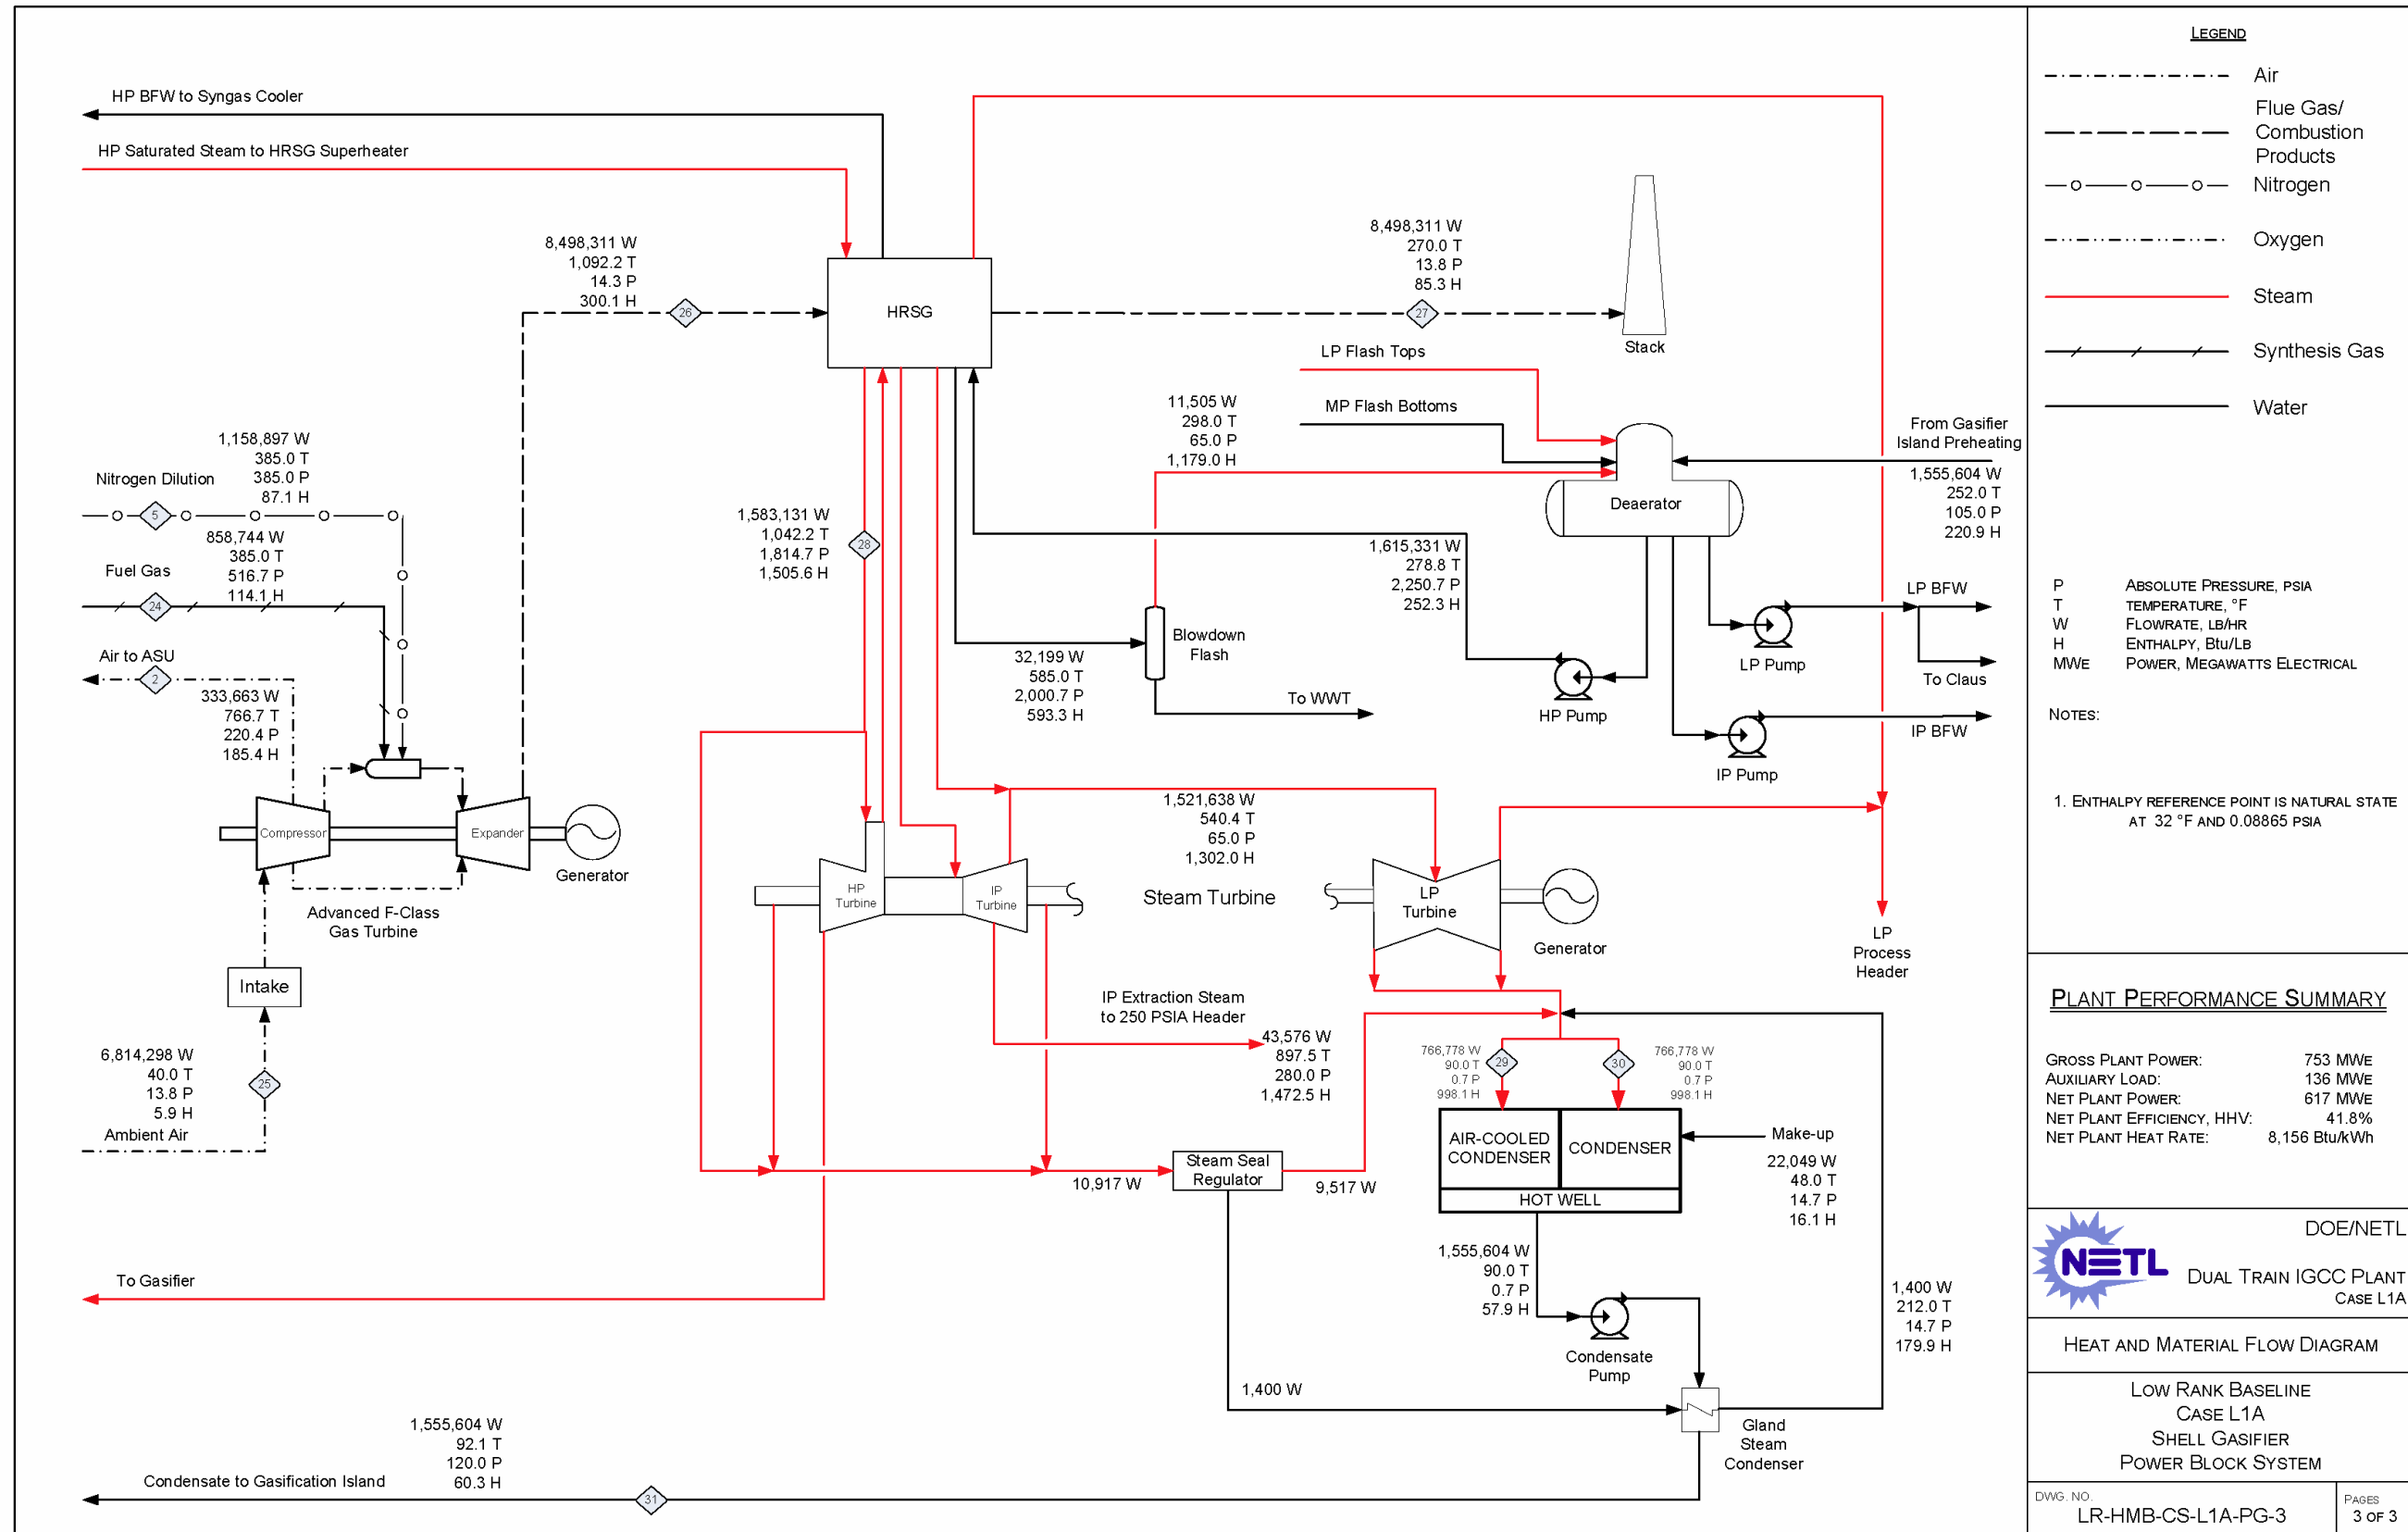 HP BFW to Syngas Cooler
HP Saturated Steam to HRSG Superheater
8,498,311 W
1,092.2 T
14.3 P
300.1 H
26
HRSG
8,498,311 W
270.0 T
13.8 P
85.3 H
27
Stack
LP Flash Tops
MP Flash Bottoms
11,505 W
298.0 T
65.0 P
1,179.0 H
From Gasifier
Island Preheating
1,555,604 W
252.0 T
105.0 P
220.9 H
Deaerator
1,158,897 W
385.0 T
385.0 P
87.1 H
Nitrogen Dilution
5
858,744 W
385.0 T
516.7 P
114.1 H
Fuel Gas
24
Air to ASU
2
333,663 W
766.7 T
220.4 P
185.4 H
1,583,131 W
1,042.2 T
1,814.7 P
1,505.6 H
28
1,615,331 W
278.8 T
2,250.7 P
252.3 H
Blowdown
Flash
32,199 W
585.0 T
2,000.7 P
593.3 H
To WWT
HP Pump
LP Pump
LP BFW
To Claus
IP BFW
IP Pump
Compressor
Expander
Generator
Advanced F-Class
Gas Turbine
Intake
6,814,298 W
40.0 T
13.8 P
5.9 H
25
Ambient Air
HP
Turbine
IP
Turbine
1,521,638 W
540.4 T
65.0 P
1,302.0 H
Steam Turbine
LP
Turbine
Generator
LP
Process
Header
IP Extraction Steam
to 250 PSIA Header
43,576 W
897.5 T
280.0 P
1,472.5 H
766,778 W
90.0 T
0.7 P
998.1 H
29
30
766,778 W
90.0 T
0.7 P
998.1 H
AIR-COOLED
CONDENSER
CONDENSER
HOT WELL
Make-up
22,049 W
48.0 T
14.7 P
16.1 H
10,917 W
Steam Seal
Regulator
9,517 W
To Gasifier
1,555,604 W
90.0 T
0.7 P
57.9 H
Condensate
Pump
1,400 W
212.0 T
14.7 P
179.9 H
1,400 W
Gland
Steam
Condenser
1,555,604 W
92.1 T
120.0 P
60.3 H
Condensate to Gasification Island
31
LEGEND
Air
Flue Gas/
Combustion
Products
Nitrogen
Oxygen
Steam
Synthesis Gas
Water
P ABSOLUTE PRESSURE, PSIA
T TEMPERATURE, °F
W FLOWRATE, LB/HR
H ENTHALPY, Btu/LB
MWE POWER, MEGAWATTS ELECTRICAL
NOTES:
1. ENTHALPY REFERENCE POINT IS NATURAL STATE
AT 32 °F AND 0.08865 PSIA
PLANT PERFORMANCE SUMMARY
GROSS PLANT POWER: 753 MWE
AUXILIARY LOAD: 136 MWE
NET PLANT POWER: 617 MWE
NET PLANT EFFICIENCY, HHV: 41.8%
NET PLANT HEAT RATE: 8,156 Btu/kWh
NETL
DOE/NETL
DUAL TRAIN IGCC PLANT
CASE L1A
HEAT AND MATERIAL FLOW DIAGRAM
LOW RANK BASELINE
CASE L1A
SHELL GASIFIER
POWER BLOCK SYSTEM
DWG. NO.
LR-HMB-CS-L1A-PG-3
PAGES
3 OF 3